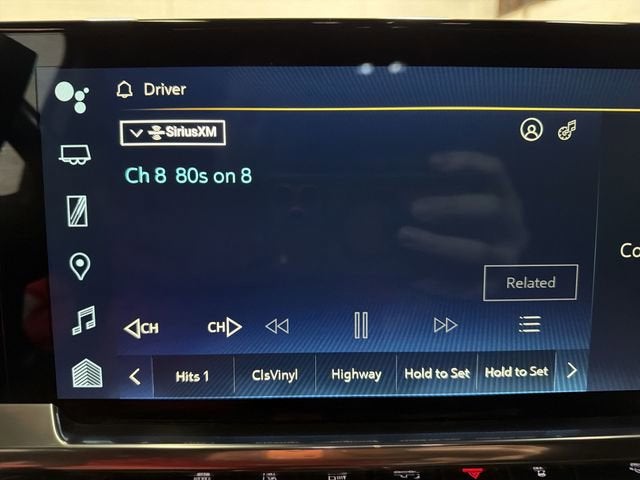 Driver
SiriusXM
Ch 8 80s on 8
Co
Related
CH CH
Hits 1 ClsVinyl Highway Hold to Set Hold to Set